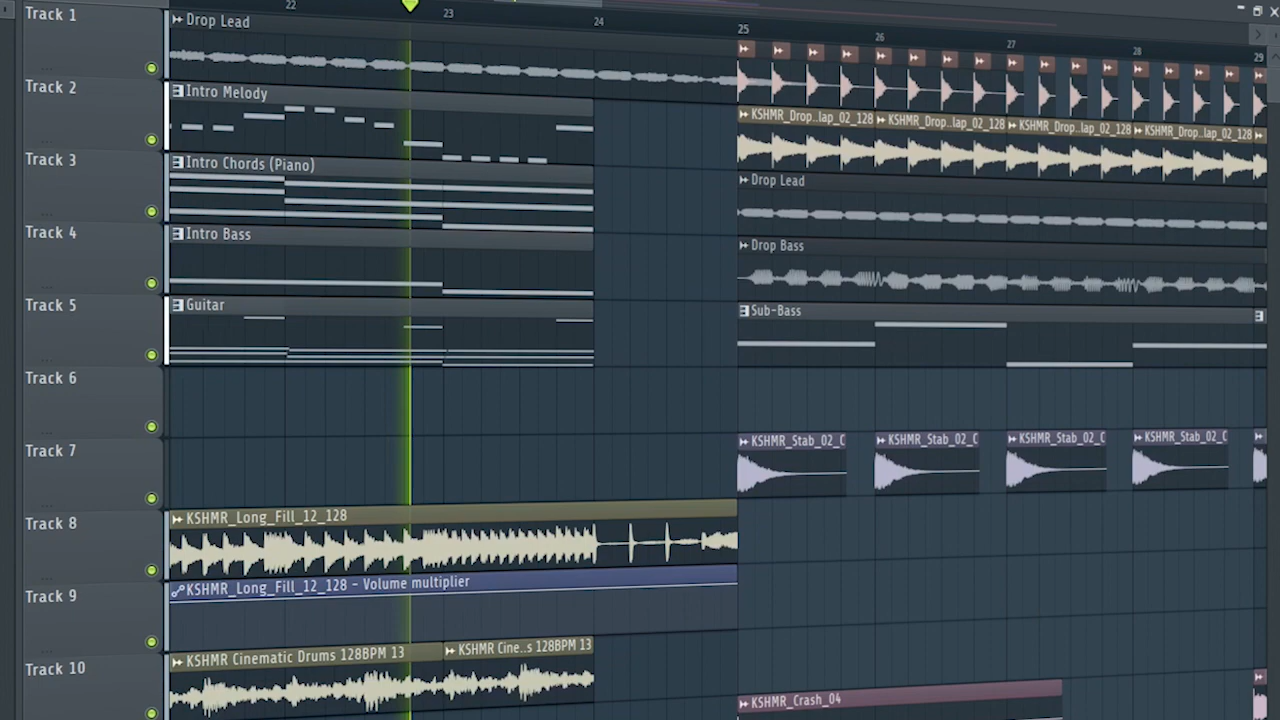 22
23
24
25
26
27
28
29
Track 1
Drop Lead
Track 2
Intro Melody
KSHMR_Drop..lap_02_128
KSHMR_Drop..lap_02_128
KSHMR_Drop..lap_02_128
KSHMR_Drop..lap_02_128
Track 3
Intro Chords (Piano)
Drop Lead
Track 4
Intro Bass
Drop Bass
Track 5
Guitar
Sub-Bass
Track 6
Track 7
KSHMR_Stab_02_C
KSHMR_Stab_02_C
KSHMR_Stab_02_C
KSHMR_Stab_02_C
Track 8
KSHMR_Long_Fill_12_128
Track 9
KSHMR_Long_Fill_12_128 - Volume multiplier
Track 10
KSHMR Cinematic Drums 128BPM 13
KSHMR Cine..s 128BPM 13
KSHMR_Crash_04